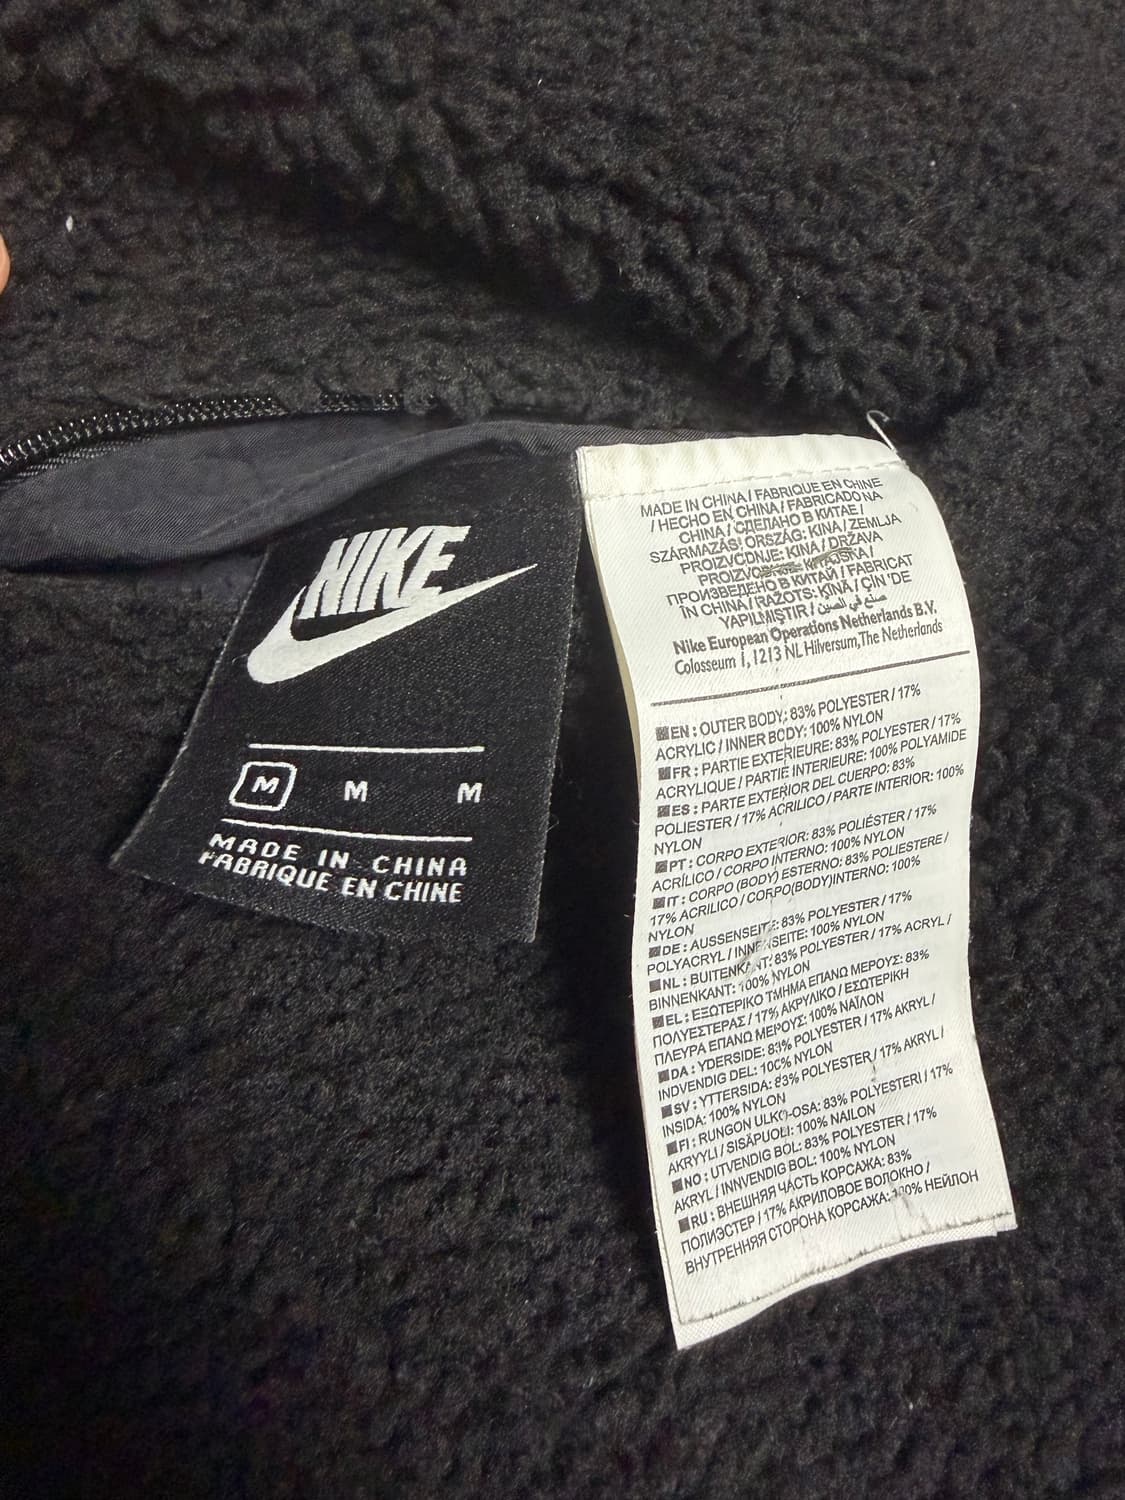 NIKE
M M M
MADE IN CHINA
FABRIQUE EN CHINE
MADE IN CHINA / FABRIQUE EN CHINE
/ HECHO EN CHINA / FABRICADO NA
CHINA / СДЕЛАНО В КИТАЕ /
SZÁRMAZÁSI ORSZÁG: KINA / ZEMLJA
PROIZVODNJE: KINA / DRŽAVA
ПРОИЗВЕДЕНО В КИТАЙ / FABRICAT
ÎN CHINA / RAŽOTS: ĶĪNĀ / ÇİN 'DE
YAPILMIŞTIR / صنع في الصين
Nike European Operations Netherlands B.V.
Colosseum 1, 1213 NL Hilversum, The Netherlands
EN : OUTER BODY: 83% POLYESTER / 17%
ACRYLIC / INNER BODY: 100% NYLON
FR : PARTIE EXTERIEURE: 83% POLYESTER / 17%
ACRYLIQUE / PARTIE INTERIEURE: 100% POLYAMIDE
ES : PARTE EXTERIOR DEL CUERPO: 83%
POLIESTER / 17% ACRILICO / PARTE INTERIOR: 100%
NYLON
PT : CORPO EXTERIOR: 83% POLIÉSTER / 17%
ACRÍLICO / CORPO INTERNO: 100% NYLON
IT : CORPO (BODY) ESTERNO: 83% POLIESTERE /
17% ACRILICO / CORPO(BODY)INTERNO: 100%
NYLON
DE : AUSSENSEITE: 83% POLYESTER / 17%
POLYACRYL / INNENSEITE: 100% NYLON
NL : BUITENKANT: 83% POLYESTER / 17% ACRYL /
BINNENKANT: 100% NYLON
EL : ΕΞΩΤΕΡΙΚΟ ΤΜΗΜΑ ΕΠΑΝΩ ΜΕΡΟΥΣ: 83%
ΠΟΛΥΕΣΤΕΡΑΣ / 17% ΑΚΡΥΛΙΚΟ / ΕΣΩΤΕΡΙΚΗ
ΠΛΕΥΡΑ ΕΠΑΝΩ ΜΕΡΟΥΣ: 100% ΝΑΪΛΟΝ
DA : YDERSIDE: 83% POLYESTER / 17% AKRYL /
INDVENDIG DEL: 100% NYLON
SV : YTTERSIDA: 83% POLYESTER / 17% AKRYL /
INSIDA: 100% NYLON
FI : RUNGON ULKO-OSA: 83% POLYESTERI / 17%
AKRYYLI / SISÄPUOLI: 100% NAILON
NO : UTVENDIG BOL: 83% POLYESTER / 17%
AKRYL / INNVENDIG BOL: 100% NYLON
RU : ВНЕШНЯЯ ЧАСТЬ КОРСАЖА: 83%
ПОЛИЭСТЕР / 17% АКРИЛОВОЕ ВОЛОКНО /
ВНУТРЕННЯЯ СТОРОНА КОРСАЖА: 100% НЕЙЛОН